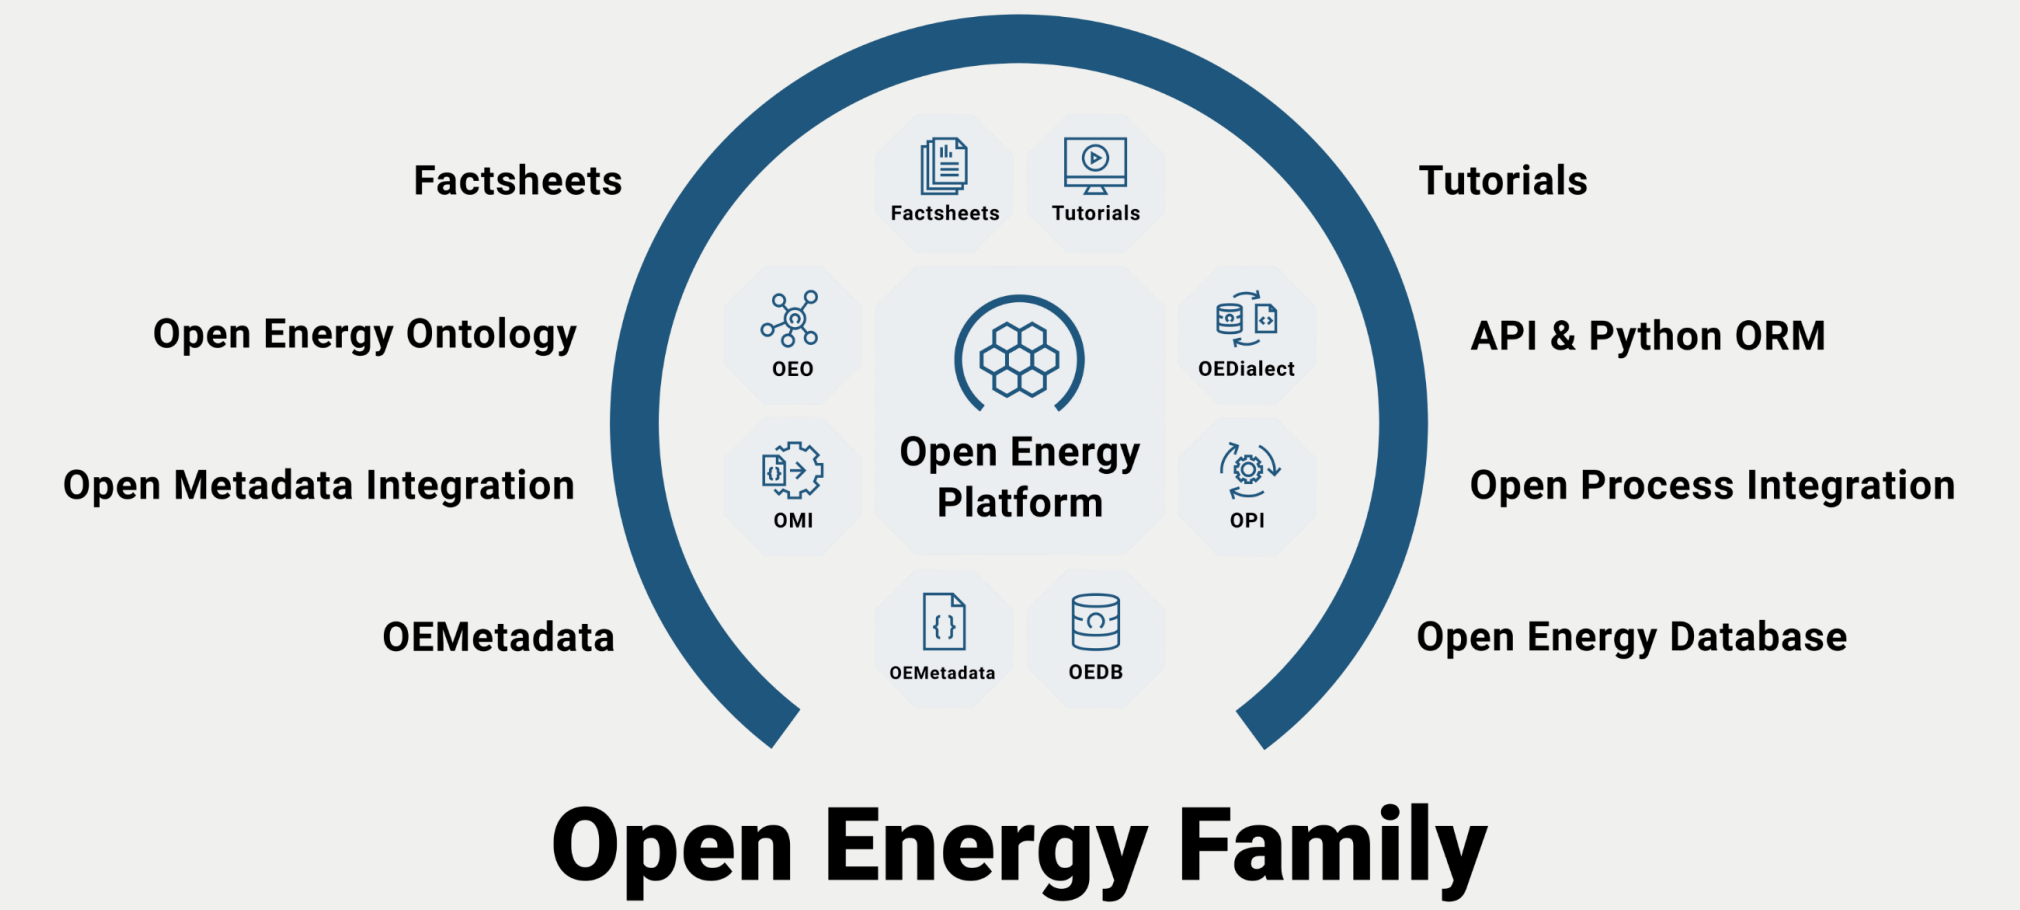 Factsheets
Tutorials
Factsheets
Tutorials
Open Energy Ontology
OEO
OEDialect
API & Python ORM
Open Energy
Platform
Open Metadata Integration
OMI
OPI
Open Process Integration
OEMetadata
OEMetadata
OEDB
Open Energy Database
Open Energy Family